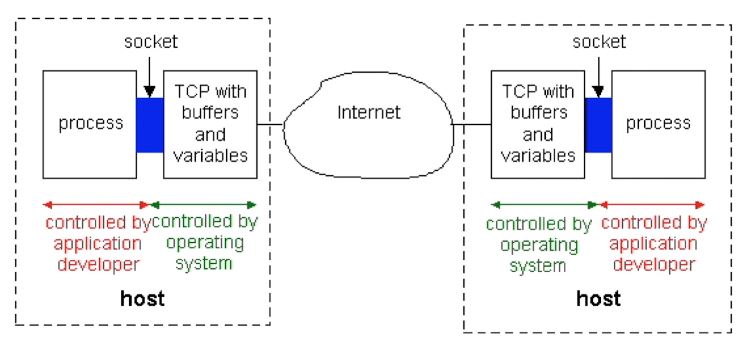 socket
process
TCP with
buffers
and
variables
controlled by
application
developer
controlled by
operating
system
host
Internet
socket
TCP with
buffers
and
variables
process
controlled by
operating
system
controlled by
application
developer
host